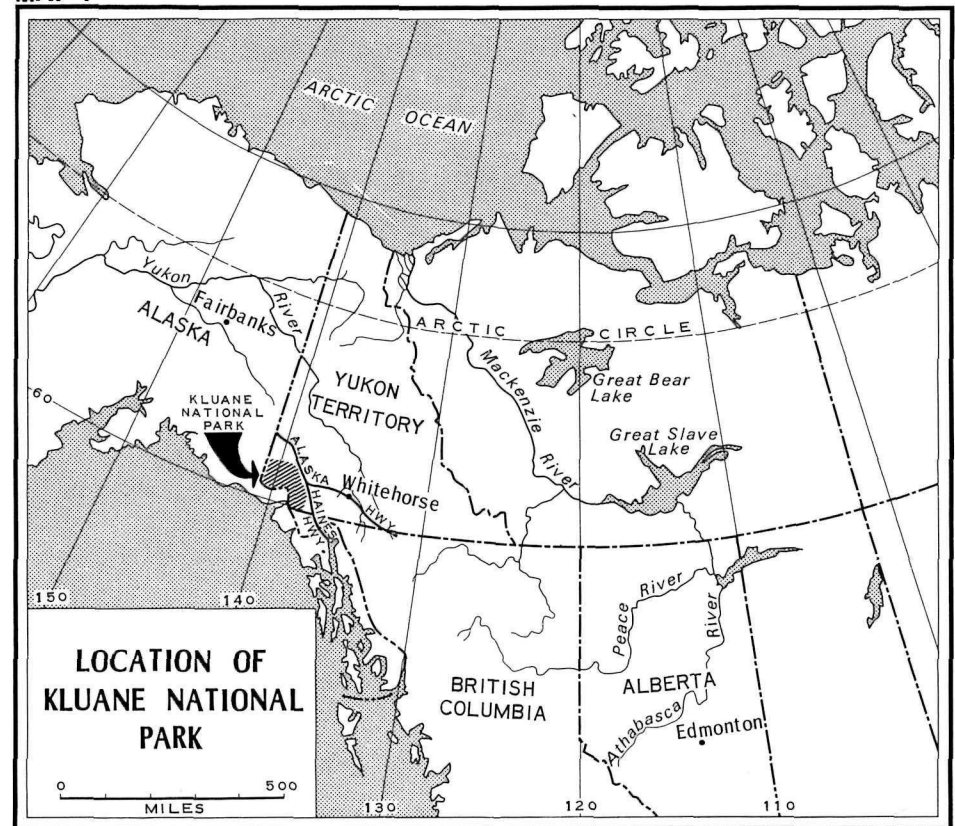 ARCTIC
OCEAN
Yukon
River
Fairbanks
ALASKA
ARCTIC CIRCLE
Great Bear
Lake
Mackenzie
River
YUKON
TERRITORY
60
KLUANE
NATIONAL
PARK
Great Slave
Lake
ALASKA
HWY.
HAINES
HWY.
Whitehorse
150
140
Peace
River
River
Athabasca
BRITISH
COLUMBIA
ALBERTA
Edmonton
LOCATION OF
KLUANE NATIONAL
PARK
0 500
MILES
130
120
110